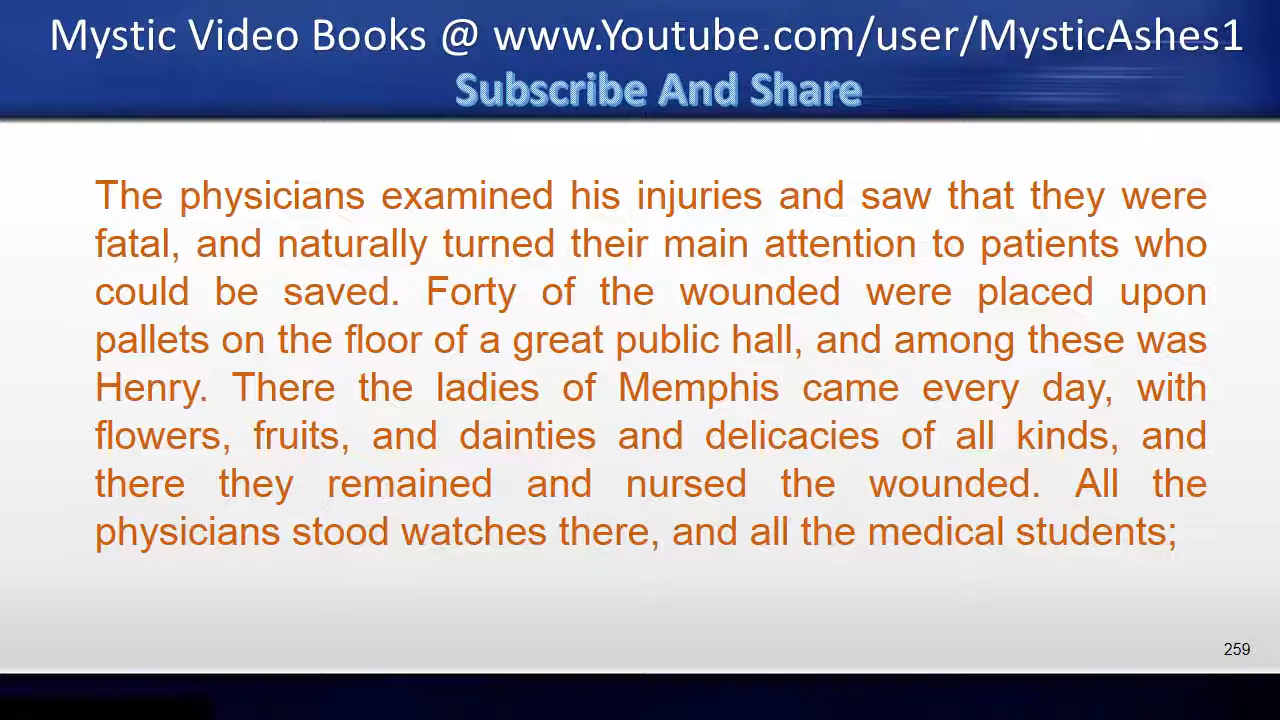 Mystic Video Books @ www.Youtube.com/user/MysticAshes1
Subscribe And Share
The physicians examined his injuries and saw that they were
fatal, and naturally turned their main attention to patients who
could be saved. Forty of the wounded were placed upon
pallets on the floor of a great public hall, and among these was
Henry. There the ladies of Memphis came every day, with
flowers, fruits, and dainties and delicacies of all kinds, and
there they remained and nursed the wounded. All the
physicians stood watches there, and all the medical students;
259